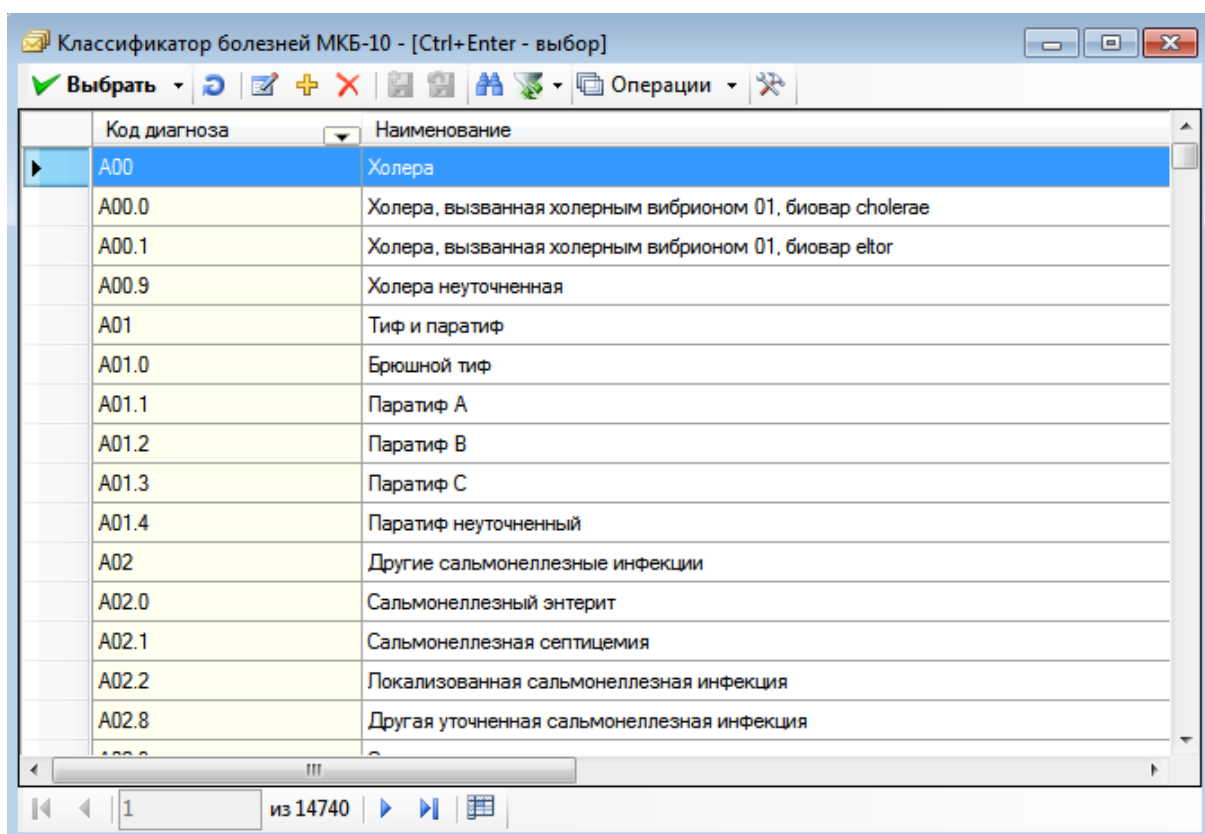 Классификатор болезней МКБ-10 - [Ctrl+Enter - выбор]
Выбрать Операции
Код диагноза Наименование
A00 Холера
A00.0 Холера, вызванная холерным вибрионом 01, биовар cholerae
A00.1 Холера, вызванная холерным вибрионом 01, биовар eltor
A00.9 Холера неуточненная
A01 Тиф и паратиф
A01.0 Брюшной тиф
A01.1 Паратиф A
A01.2 Паратиф B
A01.3 Паратиф C
A01.4 Паратиф неуточненный
A02 Другие сальмонеллезные инфекции
A02.0 Сальмонеллезный энтерит
A02.1 Сальмонеллезная септицемия
A02.2 Локализованная сальмонеллезная инфекция
A02.8 Другая уточненная сальмонеллезная инфекция
1 из 14740